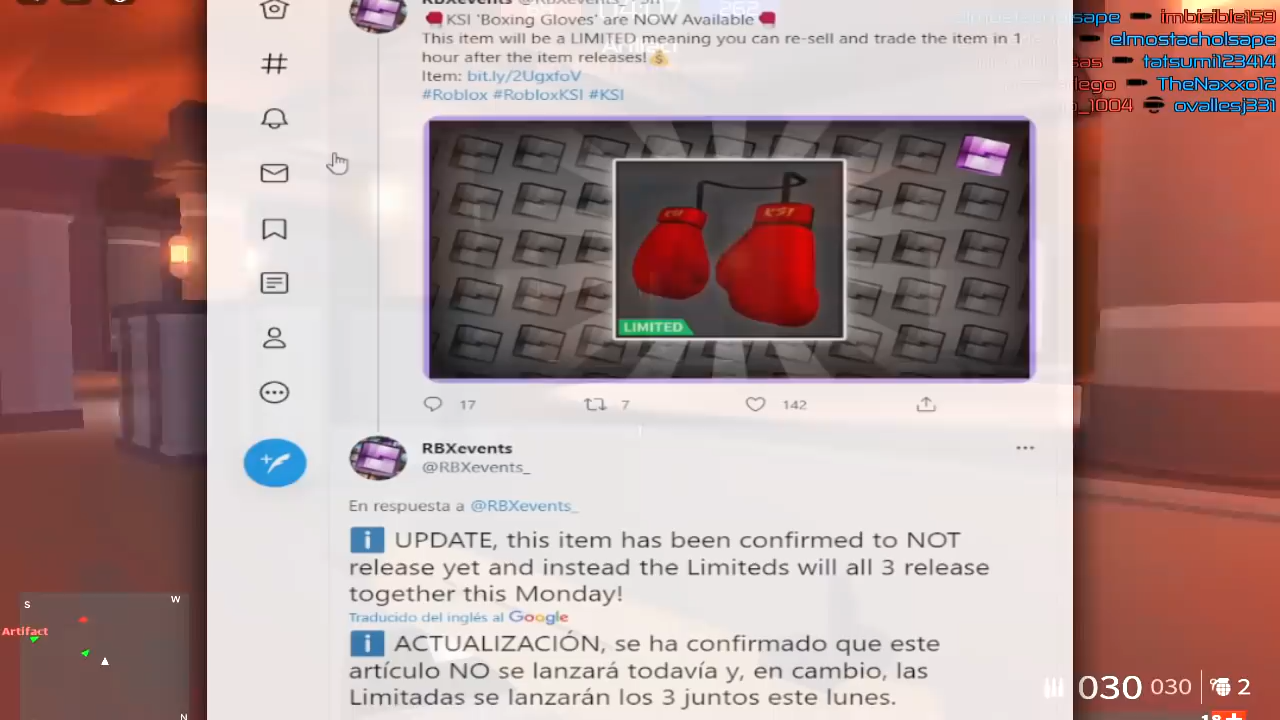 RBXevents @RBXevents_ · 5h
KSI 'Boxing Gloves' are NOW Available
This item will be a LIMITED meaning you can re-sell and trade the item in 1
hour after the item releases!
Item: bit.ly/2UgxfoV
#Roblox #RobloxKSI #KSI
KSI
KSI
LIMITED
17
7
142
RBXevents
@RBXevents_
En respuesta a @RBXevents_
i UPDATE, this item has been confirmed to NOT
release yet and instead the Limiteds will all 3 release
together this Monday!
Traducido del inglés al Google
i ACTUALIZACIÓN, se ha confirmado que este
artículo NO se lanzará todavía y, en cambio, las
Limitadas se lanzarán los 3 juntos este lunes.
imbisible159
elmostacholsape
tatsumi123414
TheNaxxo12
ovallesj331
S
W
Artifact
N
030 030
2